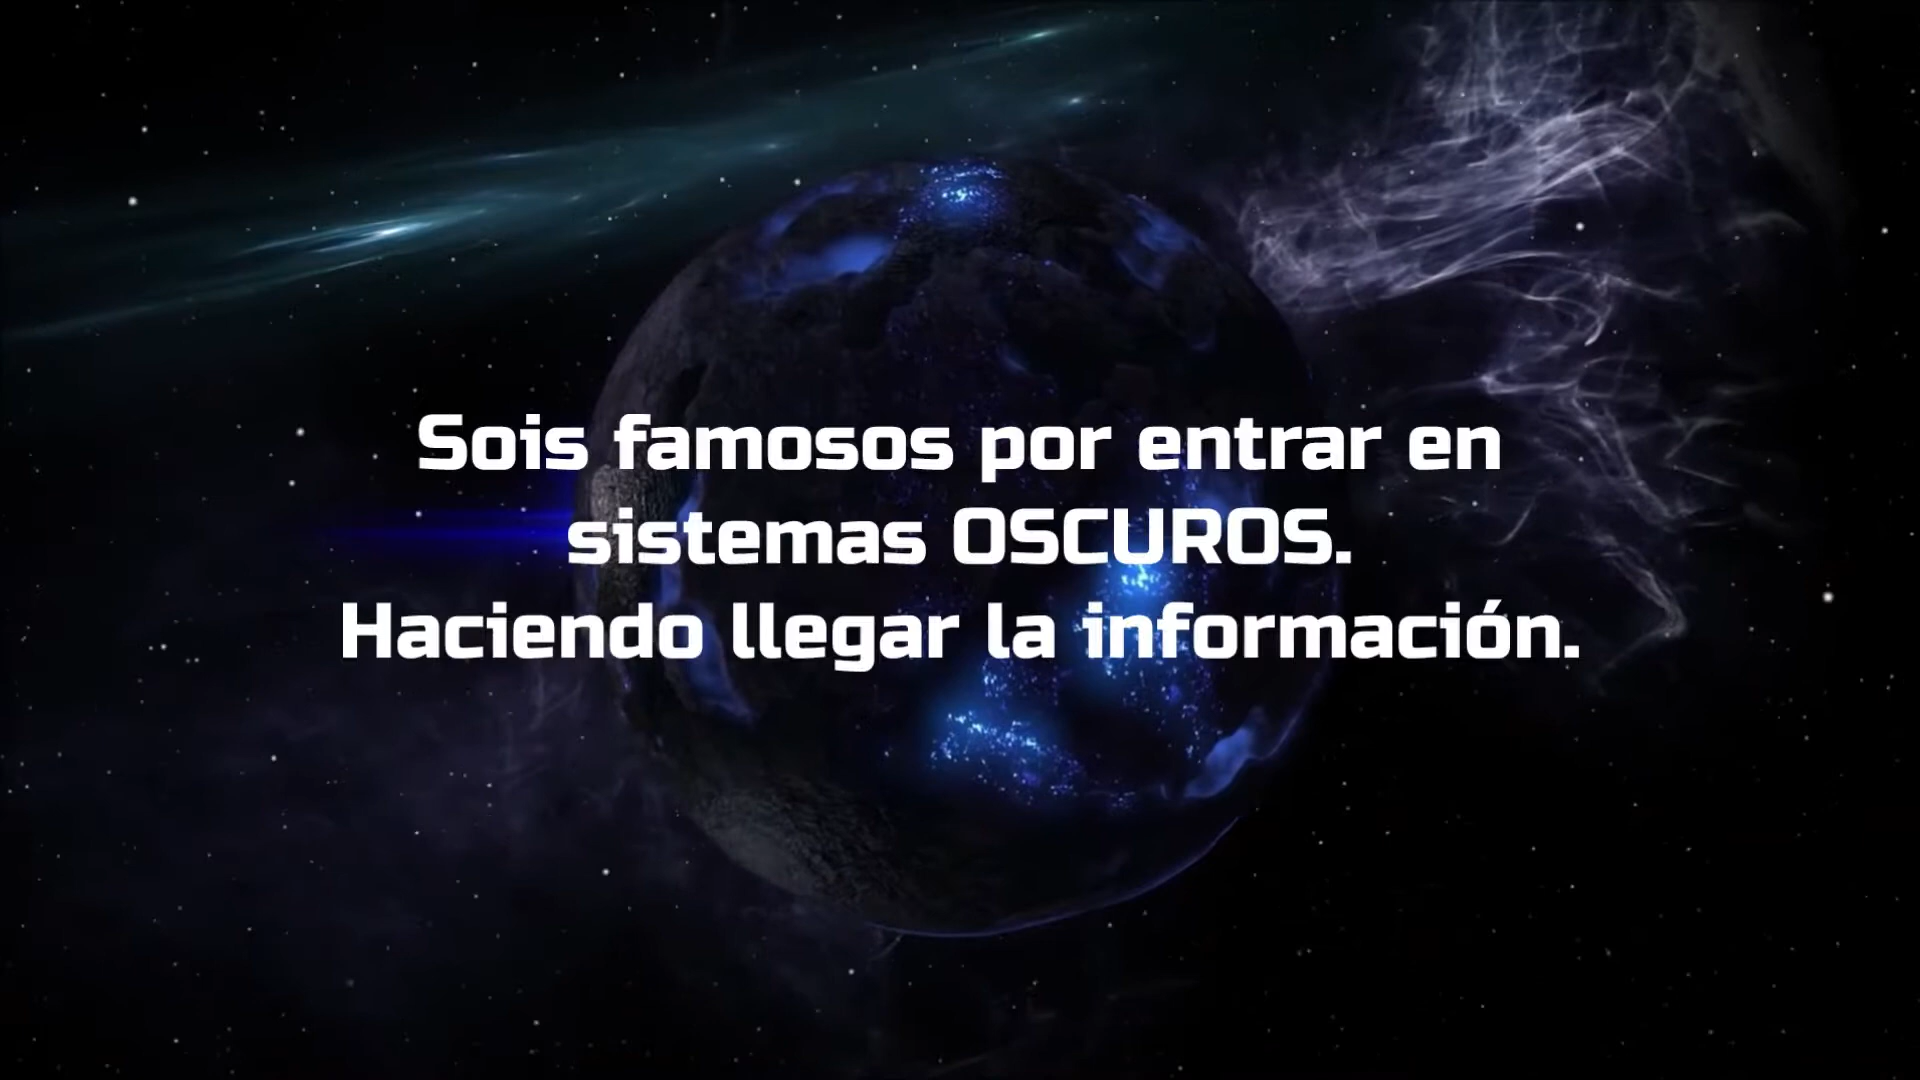 Sois famosos por entrar en
sistemas OSCUROS.
Haciendo llegar la información.